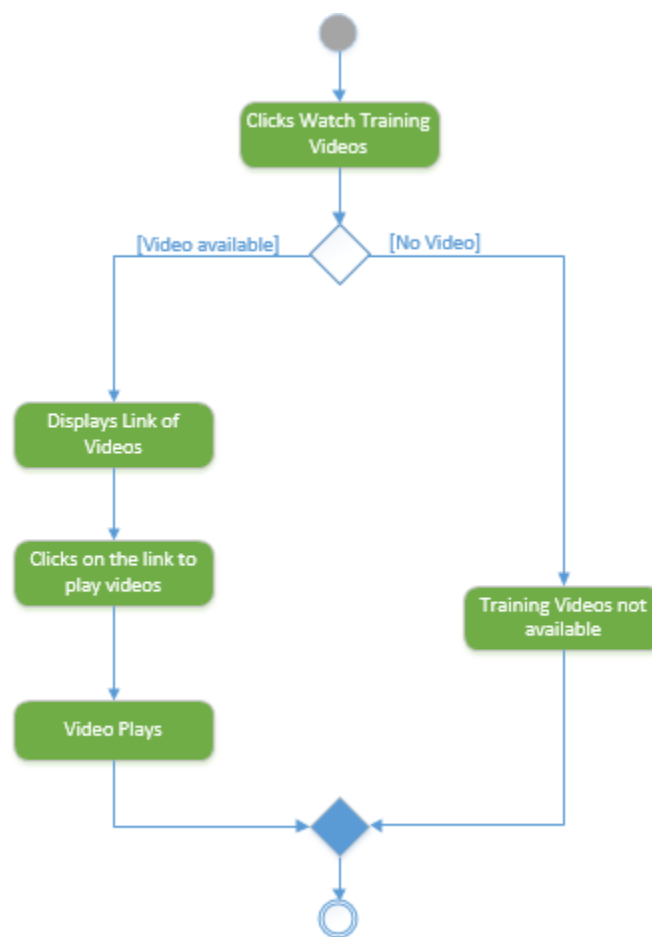 Clicks Watch Training
Videos
[Video available]
[No Video]
Displays Link of
Videos
Clicks on the link to
play videos
Training Videos not
available
Video Plays